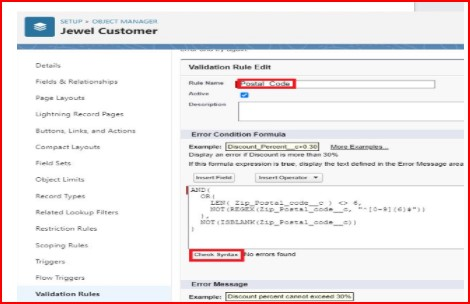 SETUP > OBJECT MANAGER
Jewel Customer
Details
Fields & Relationships
Page Layouts
Lightning Record Pages
Buttons, Links, and Actions
Compact Layouts
Field Sets
Object Limits
Record Types
Related Lookup Filters
Restriction Rules
Scoping Rules
Triggers
Flow Triggers
Validation Rules
Validation Rule Edit
Rule Name Postal_Code
Active
Description
Error Condition Formula
Example: Discount_Percent__c>0.30 More Examples...
Display an error if Discount is more than 30%
If this formula expression is true, display the text defined in the Error Message area
Insert Field Insert Operator
AND(
OR(
LEN( Zip_Postal_code__c ) <> 6,
NOT(REGEX(Zip_Postal_code__c, "^[0-9]{6}$"))
),
NOT(ISBLANK(Zip_Postal_code__c))
)
Check Syntax No errors found
Error Message
Example: Discount percent cannot exceed 30%